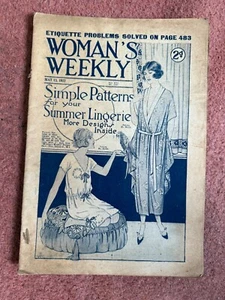 ETIQUETTE PROBLEMS SOLVED ON PAGE 483
WOMAN'S
WEEKLY
2D
Simple Patterns
for your
Summer Lingerie
More Designs
Inside